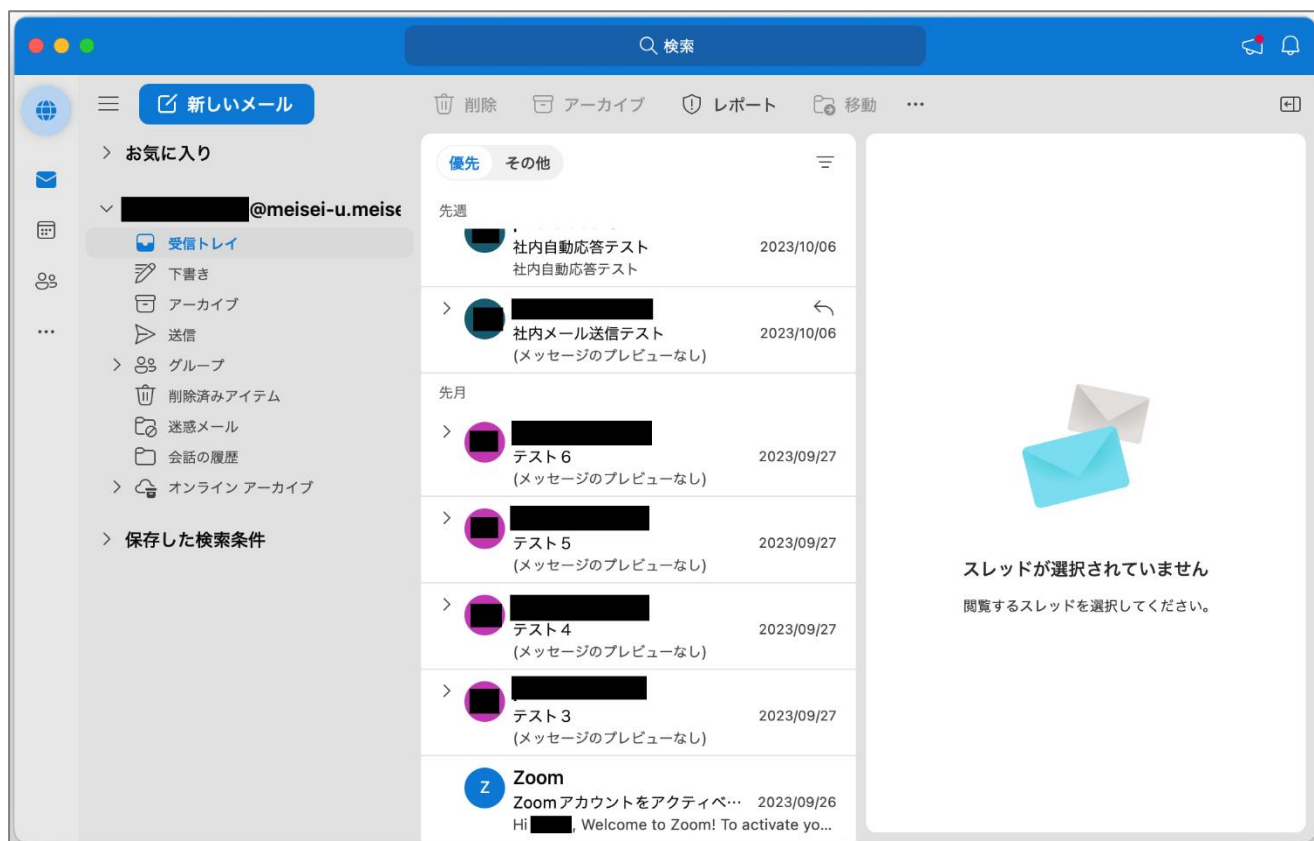 検索
新しいメール
削除 アーカイブ レポート 移動 …
お気に入り
@meisei-u.meise
受信トレイ
下書き
アーカイブ
送信
グループ
削除済みアイテム
迷惑メール
会話の履歴
オンライン アーカイブ
保存した検索条件
優先 その他
先週
社内自動応答テスト 2023/10/06
社内自動応答テスト
社内メール送信テスト 2023/10/06
(メッセージのプレビューなし)
先月
テスト6 2023/09/27
(メッセージのプレビューなし)
テスト5 2023/09/27
(メッセージのプレビューなし)
テスト4 2023/09/27
(メッセージのプレビューなし)
テスト3 2023/09/27
(メッセージのプレビューなし)
Z
Zoom
Zoomアカウントをアクティベ… 2023/09/26
Hi , Welcome to Zoom! To activate yo...
スレッドが選択されていません
閲覧するスレッドを選択してください。